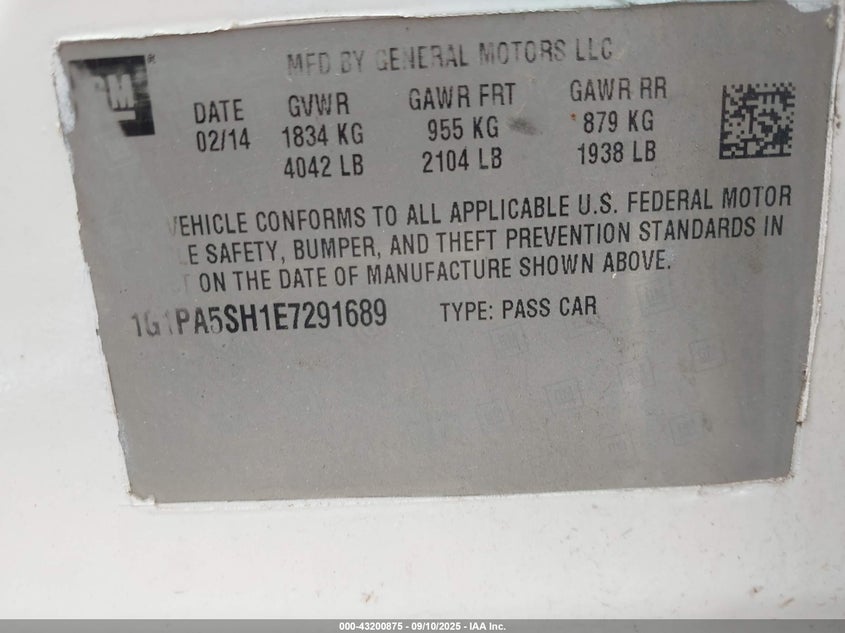 GM®
MFD BY GENERAL MOTORS LLC
DATE GVWR GAWR FRT GAWR RR
02/14 1834 KG 955 KG 879 KG
4042 LB 2104 LB 1938 LB
VEHICLE CONFORMS TO ALL APPLICABLE U.S. FEDERAL MOTOR
LE SAFETY, BUMPER, AND THEFT PREVENTION STANDARDS IN
ON THE DATE OF MANUFACTURE SHOWN ABOVE.
1G1PA5SH1E7291689 TYPE: PASS CAR
000-43200875 - 09/10/2025 - IAA Inc.